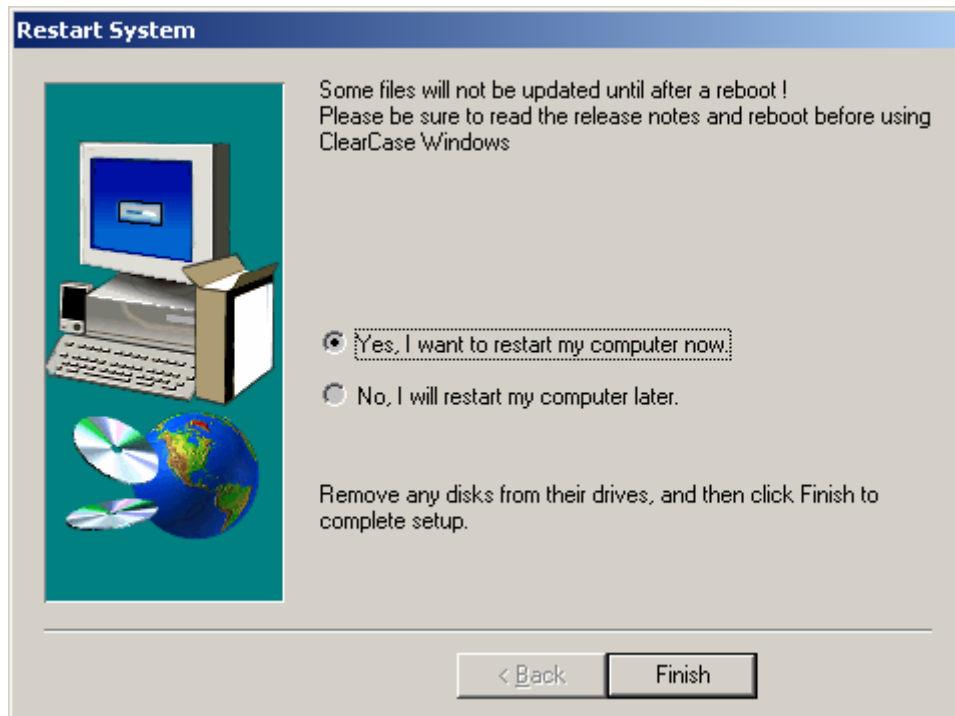 Restart System
Some files will not be updated until after a reboot !
Please be sure to read the release notes and reboot before using
ClearCase Windows
Yes, I want to restart my computer now.
No, I will restart my computer later.
Remove any disks from their drives, and then click Finish to
complete setup.
< Back
Finish